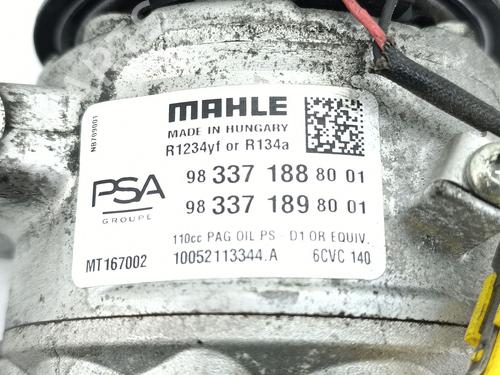 MAHLE
MADE IN HUNGARY
R1234yf or R134a
NB709001
PSA
GROUPE
98 337 188 80 01
98 337 189 80 01
110cc PAG OIL PS - D1 OR EQUIV.
MT167002 10052113344.A 6CVC 140